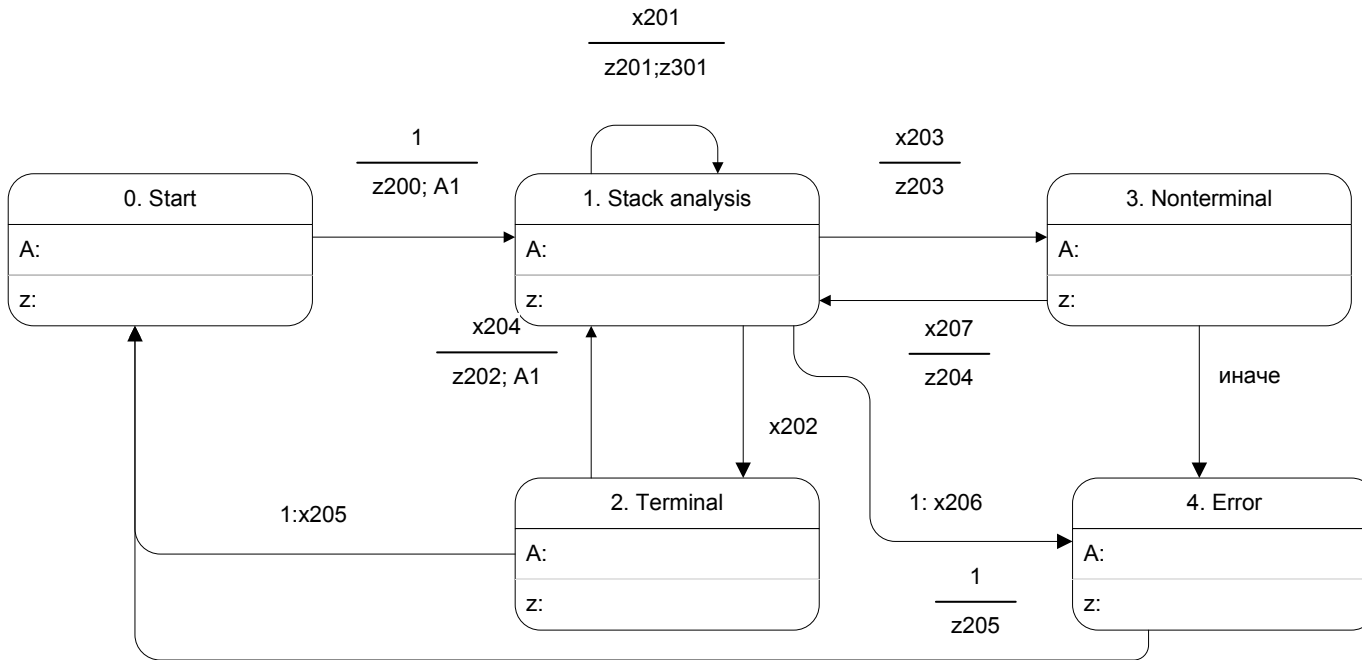 x201
z201;z301
1
z200; A1
x203
z203
0. Start
A:
z:
1. Stack analysis
A:
z:
3. Nonterminal
A:
z:
x204
z202; A1
x207
z204
иначе
x202
1:x205
2. Terminal
A:
z:
1: x206
4. Error
A:
z:
1
z205